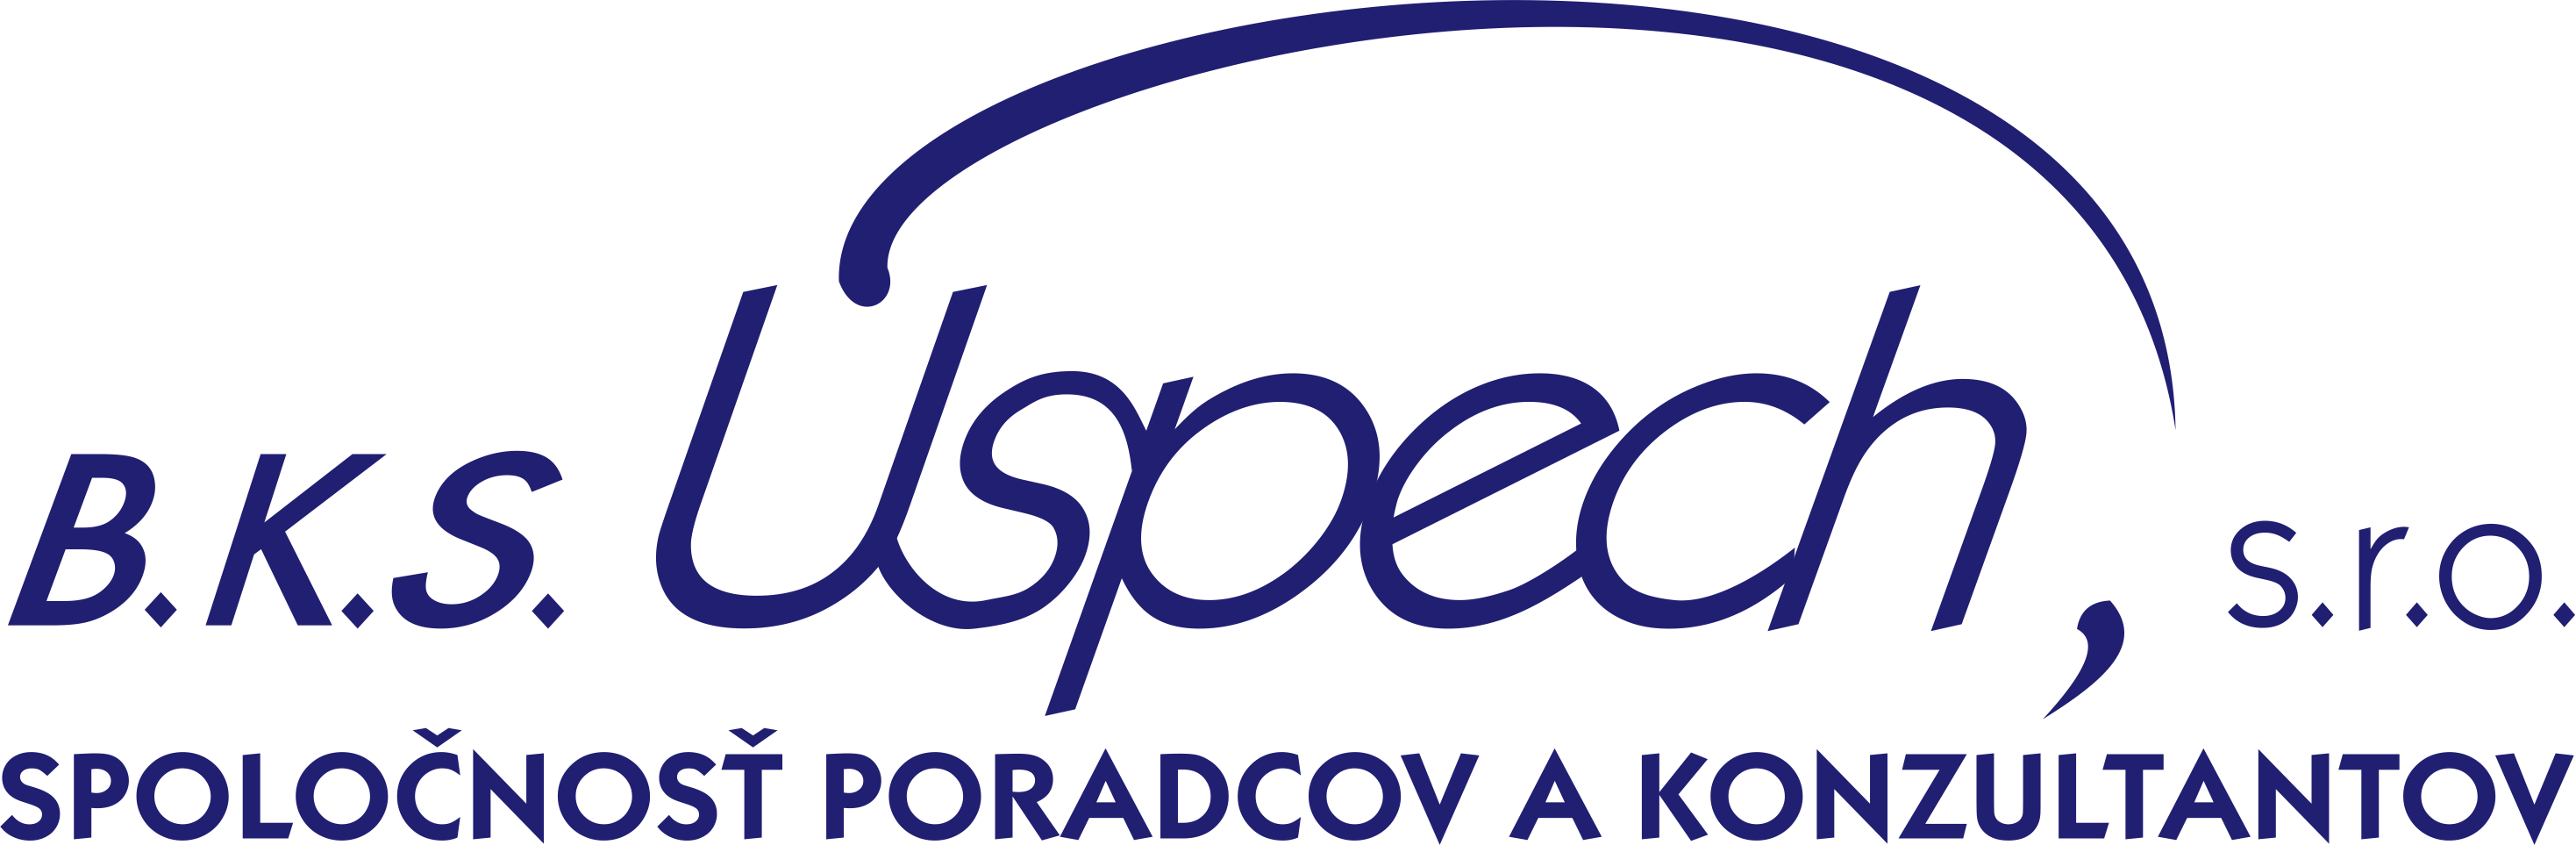 B.K.S. Úspech, s.r.o.
SPOLOČNOSŤ PORADCOV A KONZULTANTOV